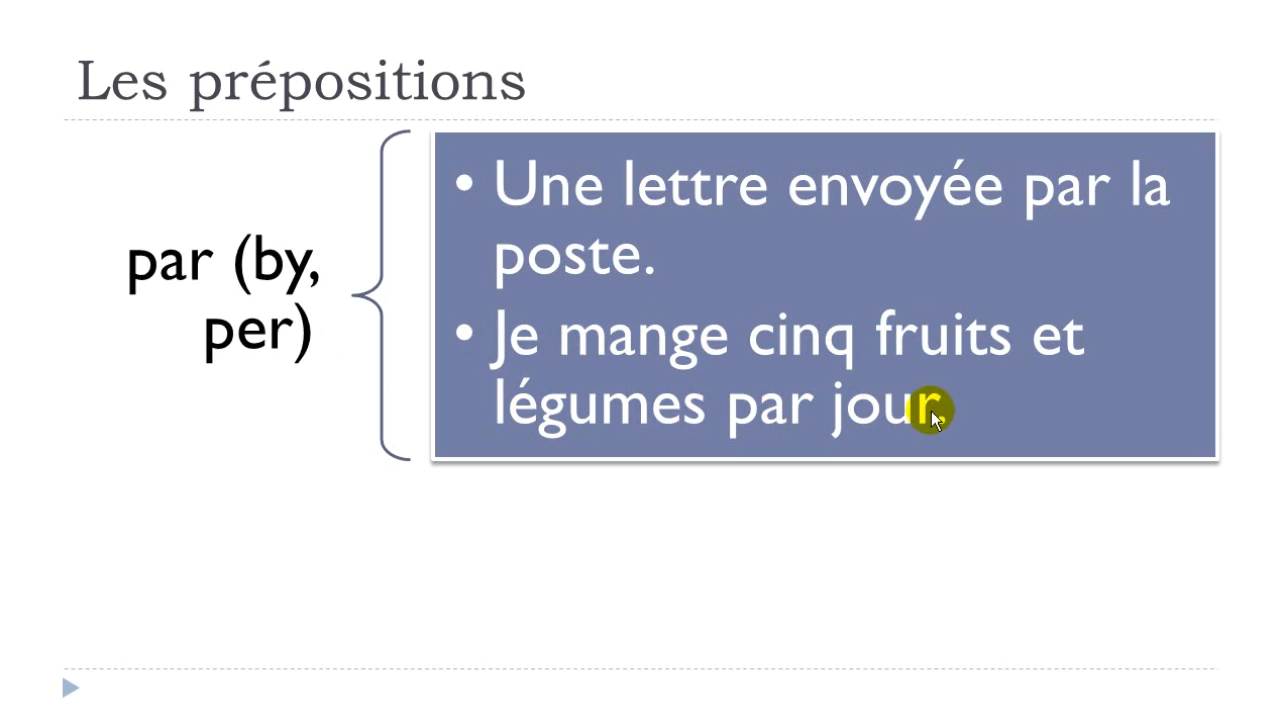 Les prépositions
par (by,
per)
• Une lettre envoyée par la
poste.
• Je mange cinq fruits et
légumes par jour.